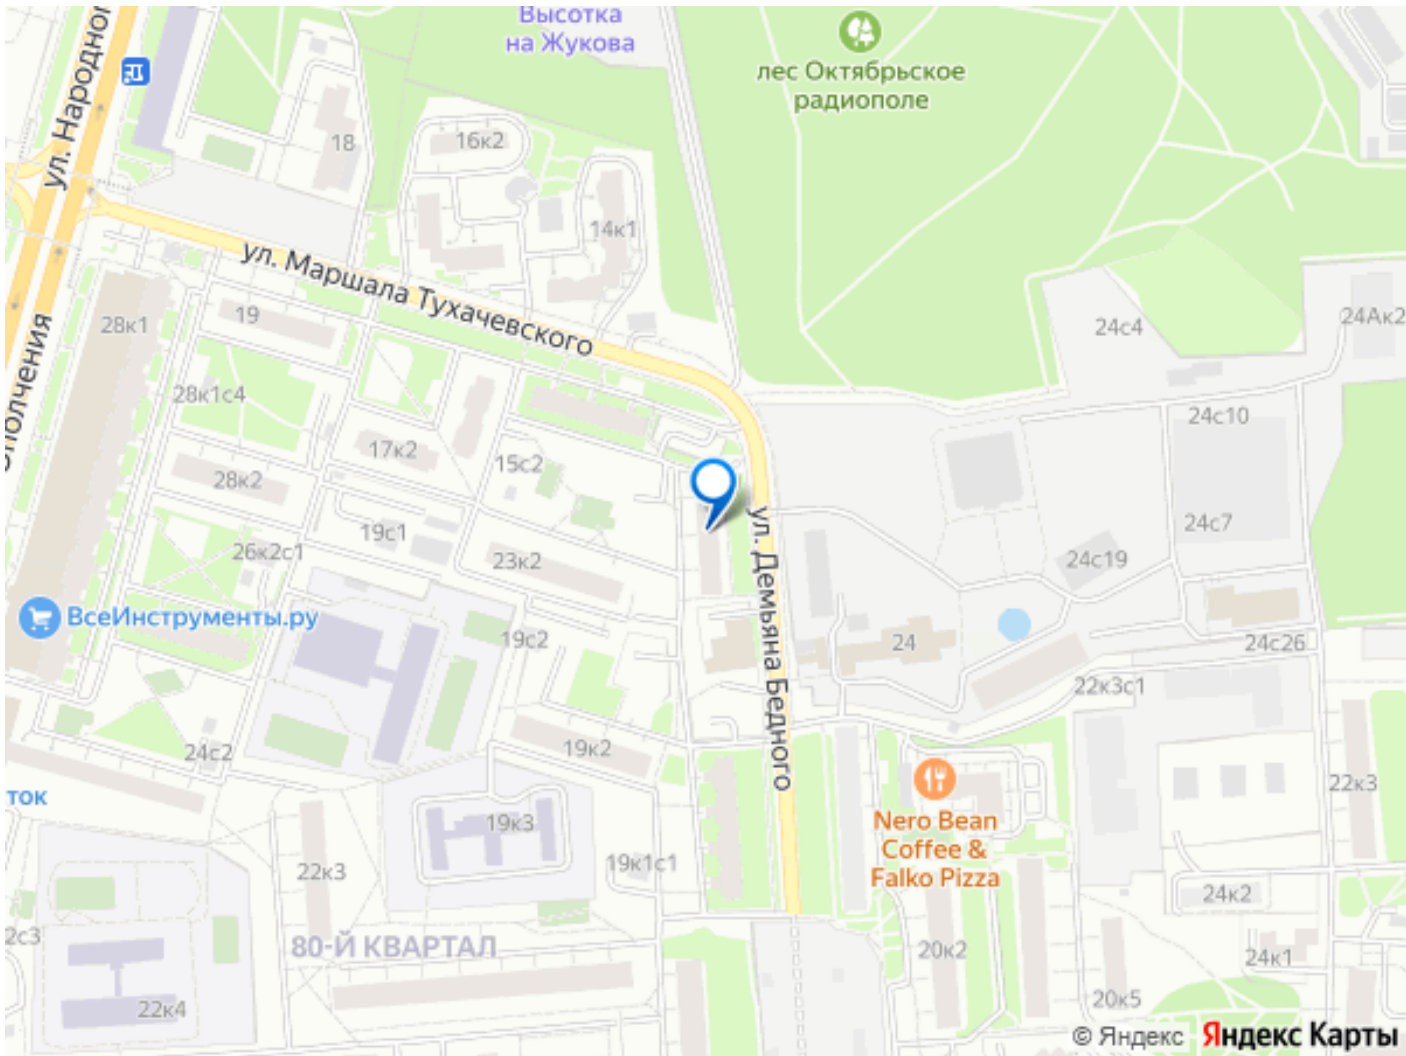 Высотка
на Жукова
лес Октябрьское
радиополе
ул. Народног
18
16к2
14к1
ул. Маршала Тухачевского
19
28к1
24с4
24Ак2
ополчения
28к1с4
24с10
17к2
15с2
28к2
24с7
19с1
26к2с1
23к2
24с19
ул. Демьяна Бедного
ВсеИнструменты.ру
19с2
24
24с26
22к3с1
24с2
19к2
22к3
ток
19к3
Nero Bean
Coffee &
Falko Pizza
22к3
19к1с1
24к2
2с3
80-Й КВАРТАЛ
20к2
24к1
22к4
20к5
© Яндекс Яндекс Карты